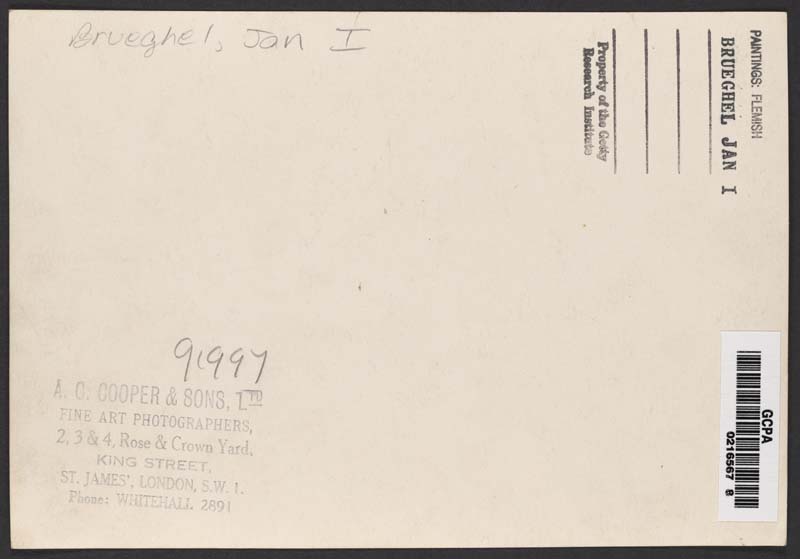 Brueghel, Jan I
PAINTINGS: FLEMISH
BRUEGHEL JAN I
Property of the Getty
Research Institute
91997
A. C. COOPER & SONS, LTD
FINE ART PHOTOGRAPHERS,
2, 3 & 4, Rose & Crown Yard,
KING STREET,
ST. JAMES', LONDON, S.W.1.
Phone: WHITEHALL 2891
GCPA
0216567 a